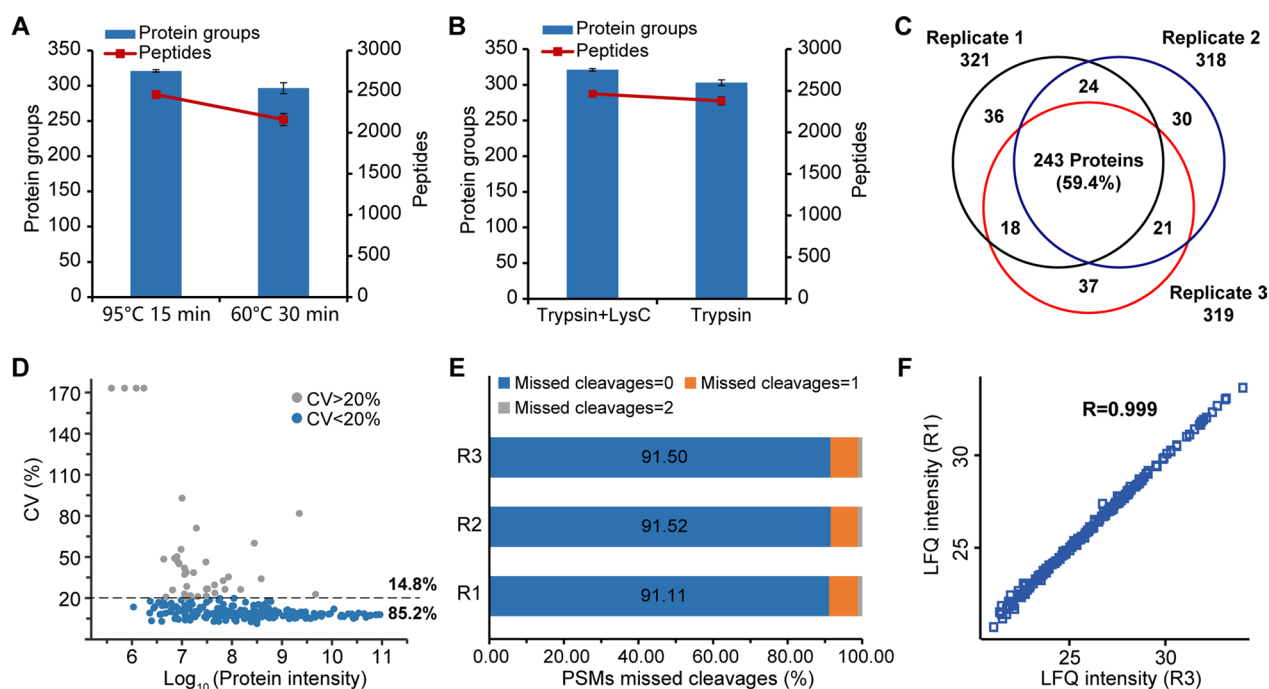 A
Protein groups
Peptides
350
300
250
200
150
100
50
0
Protein groups
3000
2500
2000
1500
1000
500
0
Peptides
95°C 15 min
60°C 30 min
B
Protein groups
Peptides
350
300
250
200
150
100
50
0
Protein groups
3000
2500
2000
1500
1000
500
0
Peptides
Trypsin+LysC
Trypsin
C
Replicate 1
321
Replicate 2
318
24
36
30
243 Proteins
(59.4%)
18
21
37
Replicate 3
319
D
170
140
110
80
50
20
CV (%)
CV>20%
CV<20%
14.8%
85.2%
6 7 8 9 10 11
Log10 (Protein intensity)
E
Missed cleavages=0
Missed cleavages=1
Missed cleavages=2
R3
91.50
R2
91.52
R1
91.11
0.00 20.00 40.00 60.00 80.00 100.00
PSMs missed cleavages (%)
F
R=0.999
LFQ intensity (R1)
30
25
25 30
LFQ intensity (R3)